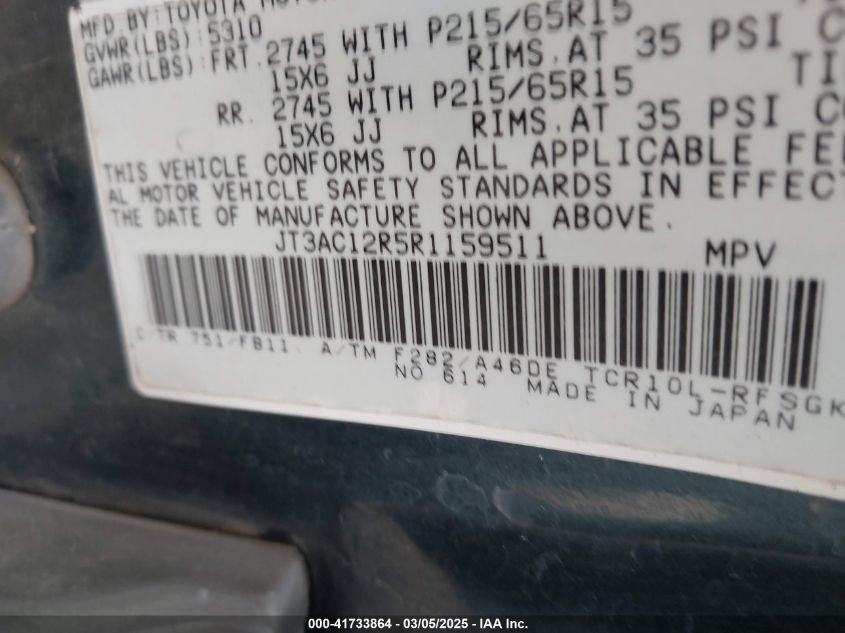 MFD. BY: TOYOTA
GVWR(LBS): 5310
GAWR(LBS): FRT. 2745 WITH P215/65R15
15X6 JJ RIMS. AT 35 PSI
RR. 2745 WITH P215/65R15
15X6 JJ RIMS. AT 35 PSI
THIS VEHICLE CONFORMS TO ALL APPLICABLE FE
AL MOTOR VEHICLE SAFETY STANDARDS IN EFFECT
THE DATE OF MANUFACTURE SHOWN ABOVE.
JT3AC12R5R1159511 MPV
C/TR 751/FB11. A/TM F282/A46DE TCR10L-RFSGK
NO 614 MADE IN JAPAN
000-41733864 - 03/05/2025 - IAA Inc.